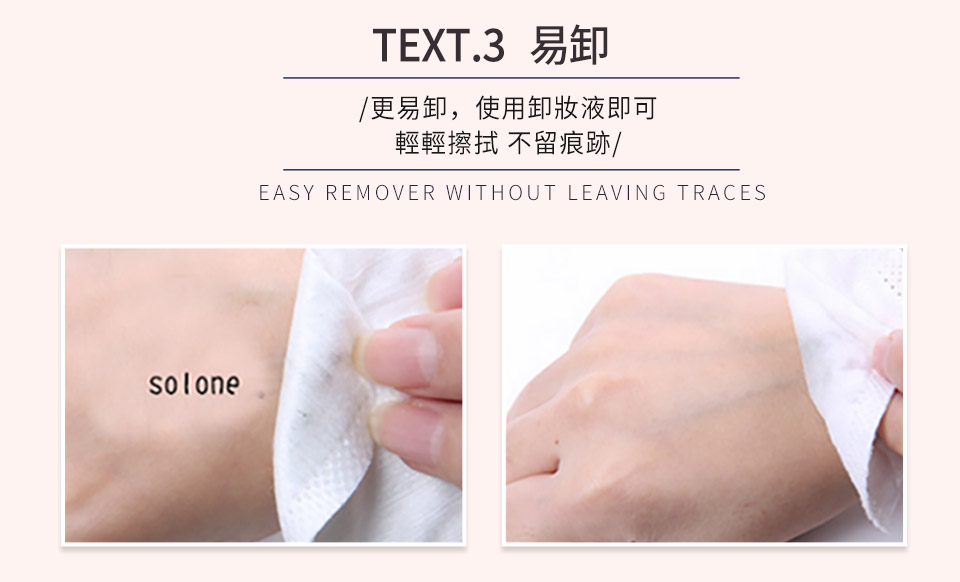 TEXT.3 易卸
/更易卸，使用卸妝液即可
輕輕擦拭 不留痕跡/
EASY REMOVER WITHOUT LEAVING TRACES
solone